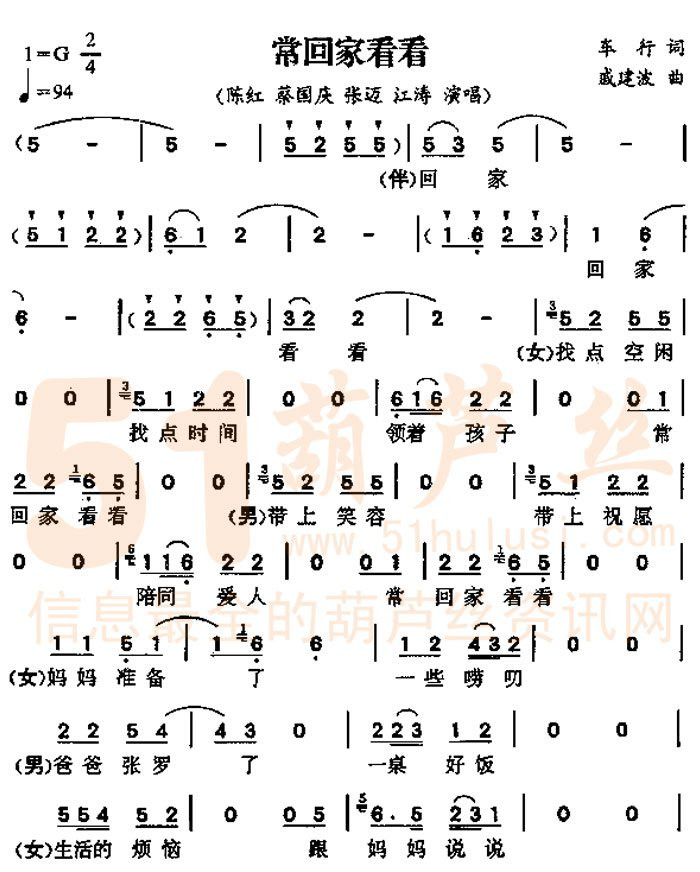 常回家看看
1=G 2/4
♩=94
车行 词
戚建波 曲
(陈红 蔡国庆 张迈 江涛 演唱)
(5 - | 5 - | 5 2 5 5) | 5 3 5 | 5 - |
(伴)回 家
(5 1 2 2) | 6 1 2 | 2 - | (1 6 2 3) | 1 6 |
回 家
6 - | (2 2 6 5) | 3 2 2 | 2 - | 5 2 5 5 |
看 看 (女)找点 空闲
0 0 | 5 1 2 2 | 0 0 | 6 1 6 2 2 | 0 0 1 |
找点时间 领着 孩子 常
2 2 6 5 | 0 0 | 5 2 5 5 | 0 0 | 5 1 2 2 |
回家 看看 (男)带上 笑容 带上 祝愿
0 0 | 1 1 6 2 2 | 0 0 1 | 2 2 6 5 | 0 0 |
陪同 爱人 常 回家 看看
1 1 5 1 | 1 6 6 | 1 2 4 3 2 | 0 0 |
(女)妈妈 准备 了 一些 唠叨
2 2 5 4 | 4 3 0 | 2 2 3 1 2 | 0 0 |
(男)爸爸 张罗 了 一桌 好饭
5 5 4 5 2 | 0 0 5 | 6. 5 2 3 1 | 0 0 |
(女)生活的 烦恼 跟 妈妈 说说
51葫芦丝
www.51hulusi.com
信息最全的葫芦丝资讯网